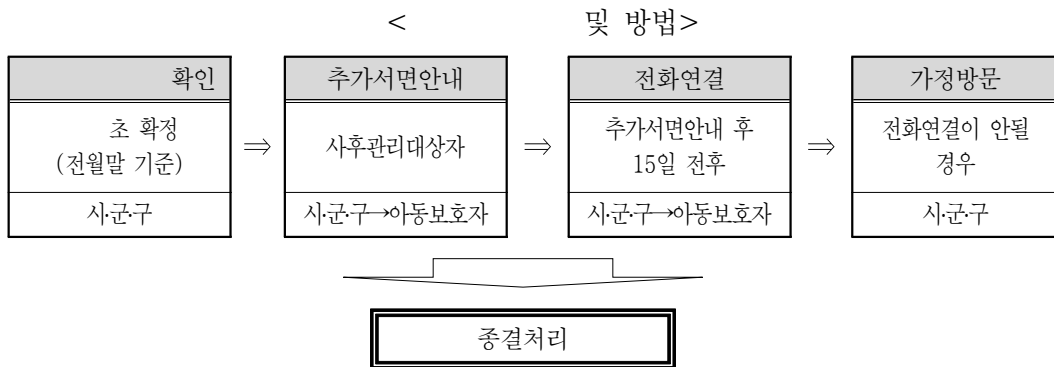 < 및 방법>
확인
초 확정
(전월말 기준)
시·군·구
⇒
추가서면안내
사후관리대상자
시·군·구→아동보호자
⇒
전화연결
추가서면안내 후
15일 전후
시·군·구→아동보호자
⇒
가정방문
전화연결이 안될
경우
시·군·구
종결처리